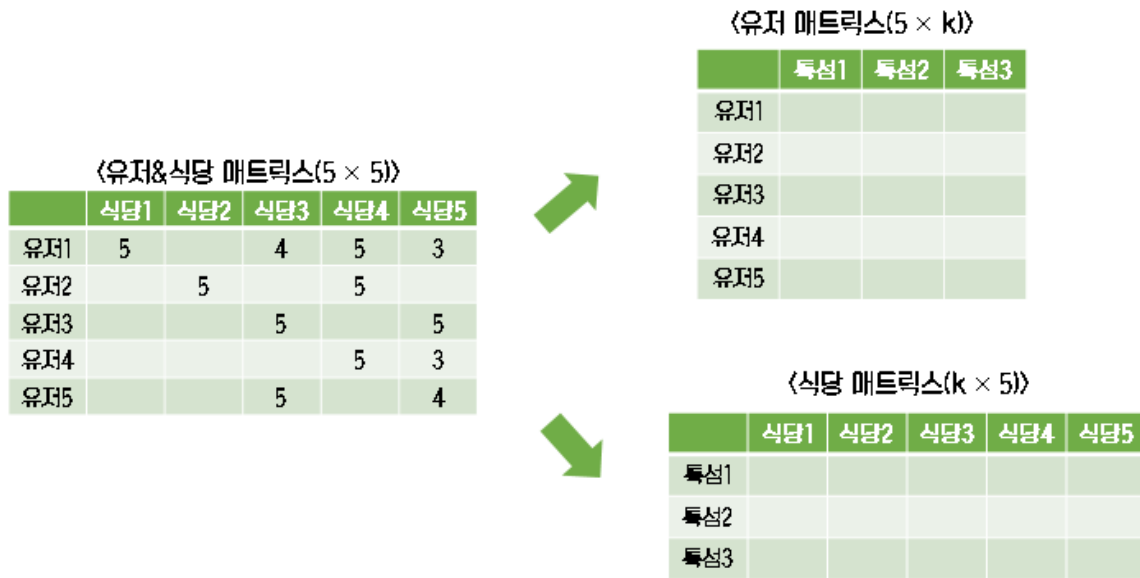 <유저 매트릭스(5 × k)>
특성1 특성2 특성3
유저1
유저2
유저3
유저4
유저5
<유저&식당 매트릭스(5 × 5)>
식당1 식당2 식당3 식당4 식당5
유저1 5 4 5 3
유저2 5 5
유저3 5 5
유저4 5 3
유저5 5 4
<식당 매트릭스(k × 5)>
식당1 식당2 식당3 식당4 식당5
특성1
특성2
특성3